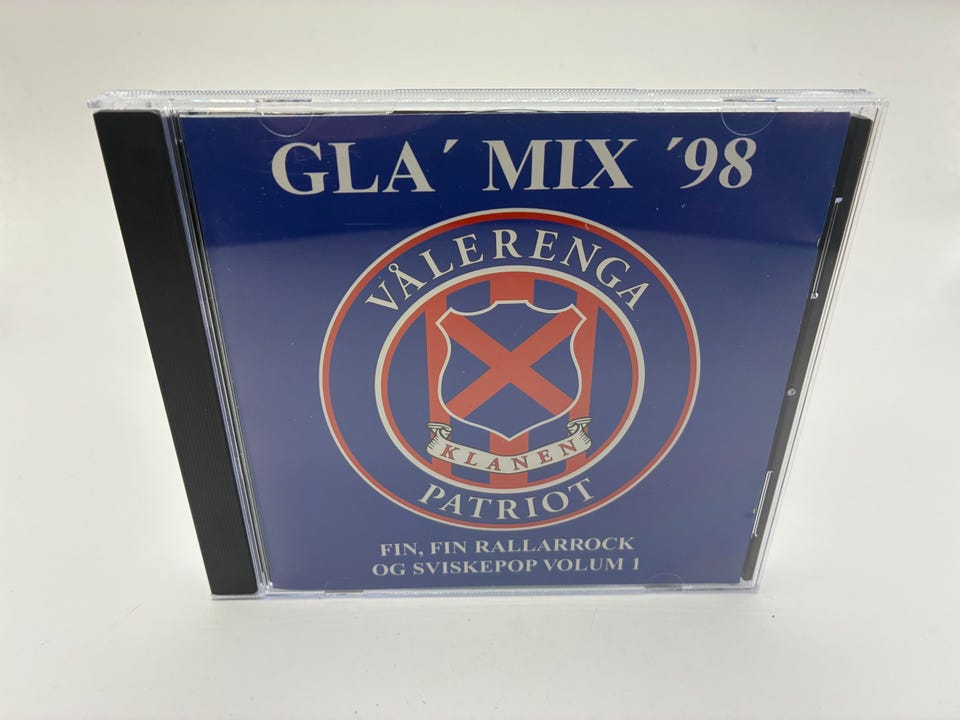 GLA´ MIX ´98
VÅLERENGA
KLANEN
PATRIOT
FIN, FIN RALLARROCK
OG SVISKEPOP VOLUM 1